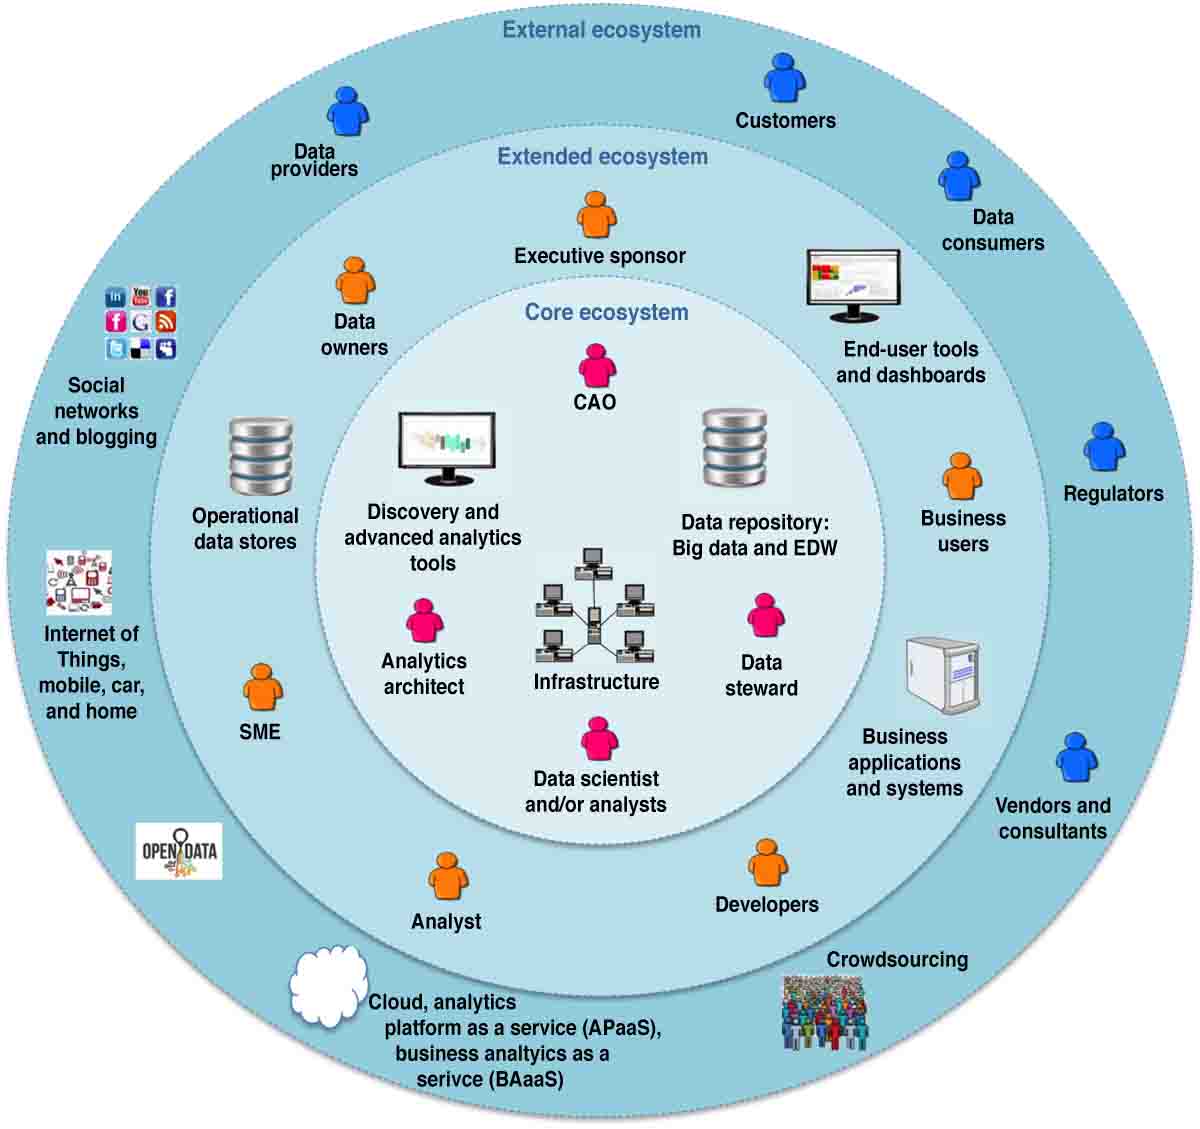 External ecosystem
Customers
Data
providers
Extended ecosystem
Data
consumers
Executive sponsor
Core ecosystem
Data
owners
End-user tools
and dashboards
in
You
Tube
f
f
G
t
Social
networks
and blogging
CAO
Regulators
Operational
data stores
Discovery and
advanced analytics
tools
Data repository:
Big data and EDW
Business
users
Internet of
Things,
mobile, car,
and home
Analytics
architect
Infrastructure
Data
steward
SME
Business
applications
and systems
Data scientist
and/or analysts
Vendors and
consultants
OPEN DATA
Analyst
Developers
Crowdsourcing
Cloud, analytics
platform as a service (APaaS),
business analtyics as a
serivce (BAaaS)